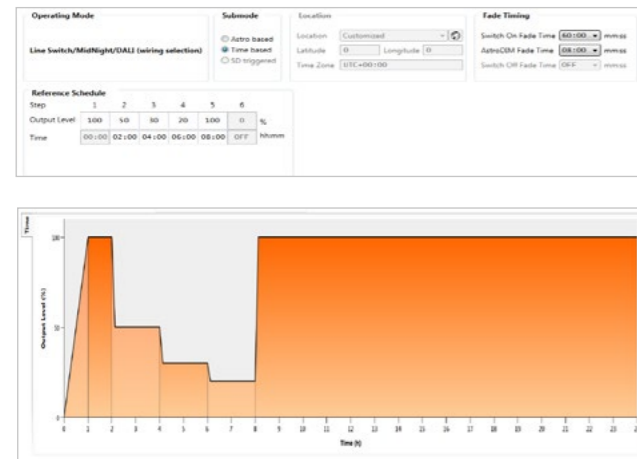 Operating Mode
Line Switch/MidNight/DALI (wiring selection)
Submode
Astro based
Time based
SD triggered
Location
Location Customized
Latitude 0 Longitude 0
Time Zone UTC+00:00
Fade Timing
Switch On Fade Time 60:00 mm:ss
AstroDIM Fade Time 08:00 mm:ss
Switch Off Fade Time OFF mm:ss
Reference Schedule
Step 1 2 3 4 5 6
Output Level 100 50 30 20 100 0 %
Time 00:00 02:00 04:00 06:00 08:00 OFF hh:mm
Time
Output Level (%)
100
50
0
0 1 2 3 4 5 6 7 8 9 10 11 12 13 14 15 16 17 18 19 20 21 22 23
Time (h)